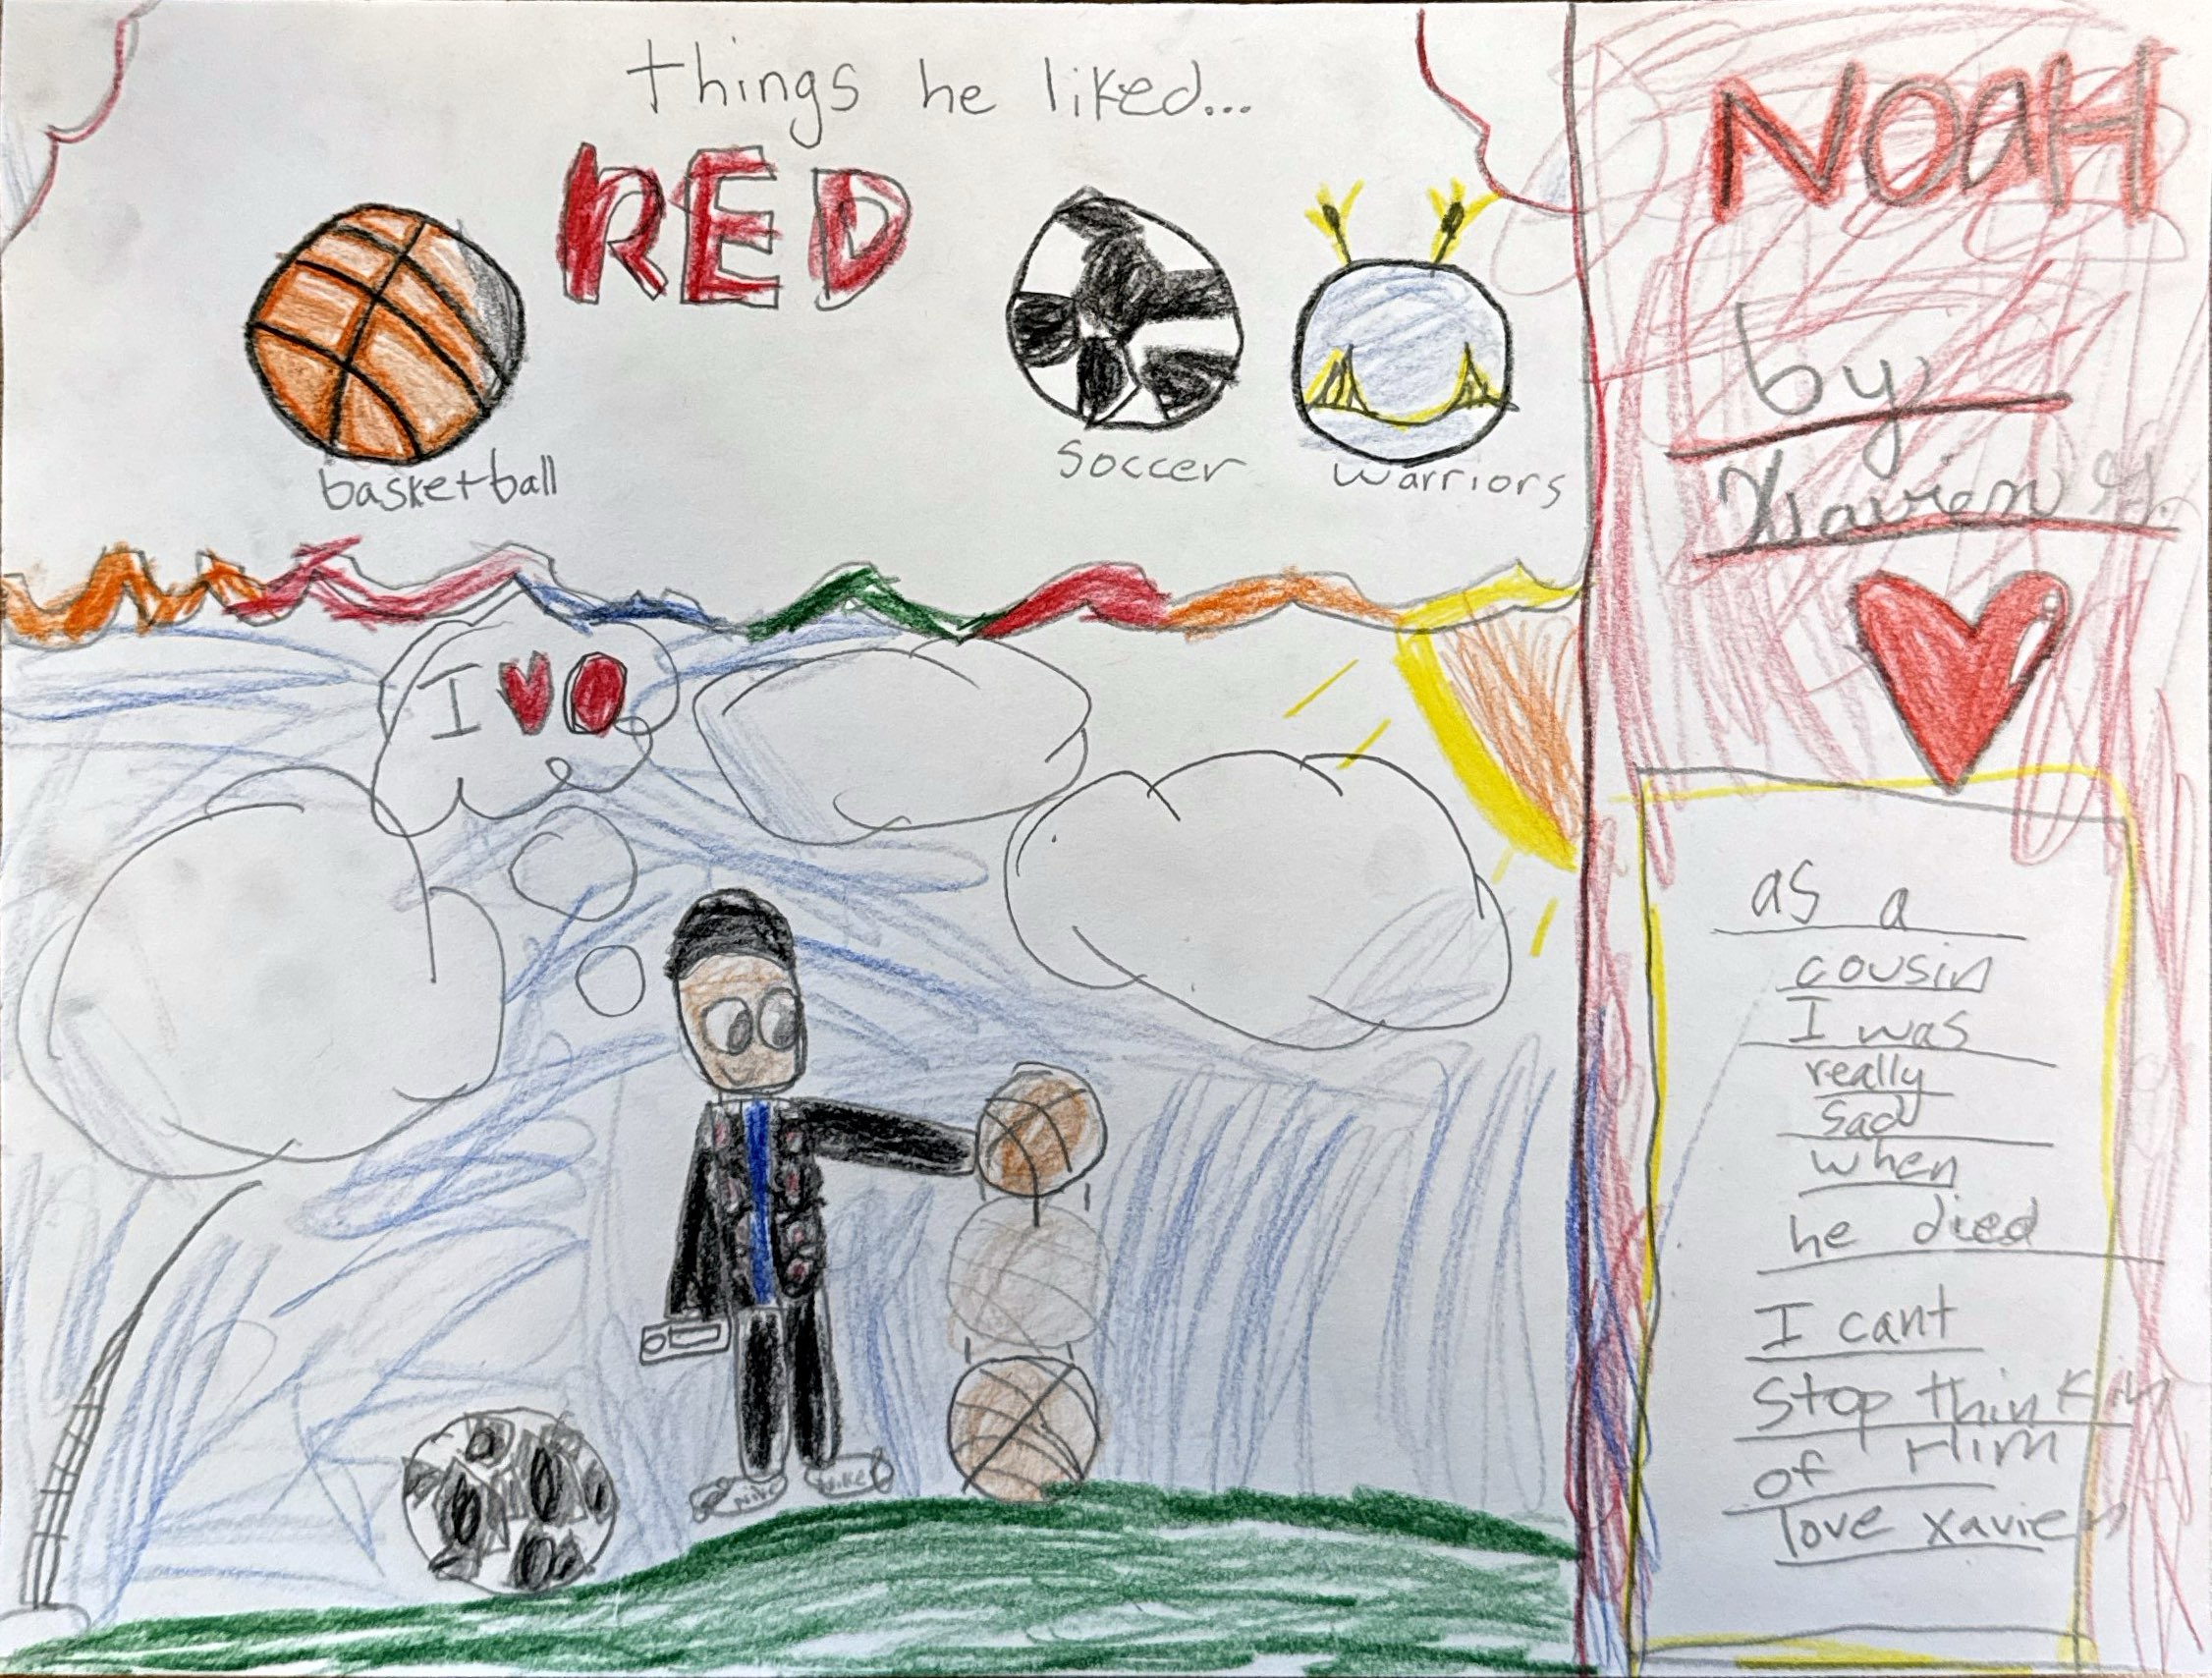 things he liked...
RED
basketball
Soccer
warriors
I
Nike
NOaH
by
Xavier G.
as a
cousin
I was
really
sad
when
he died
I cant
Stop thinkin
of Him
love xavier